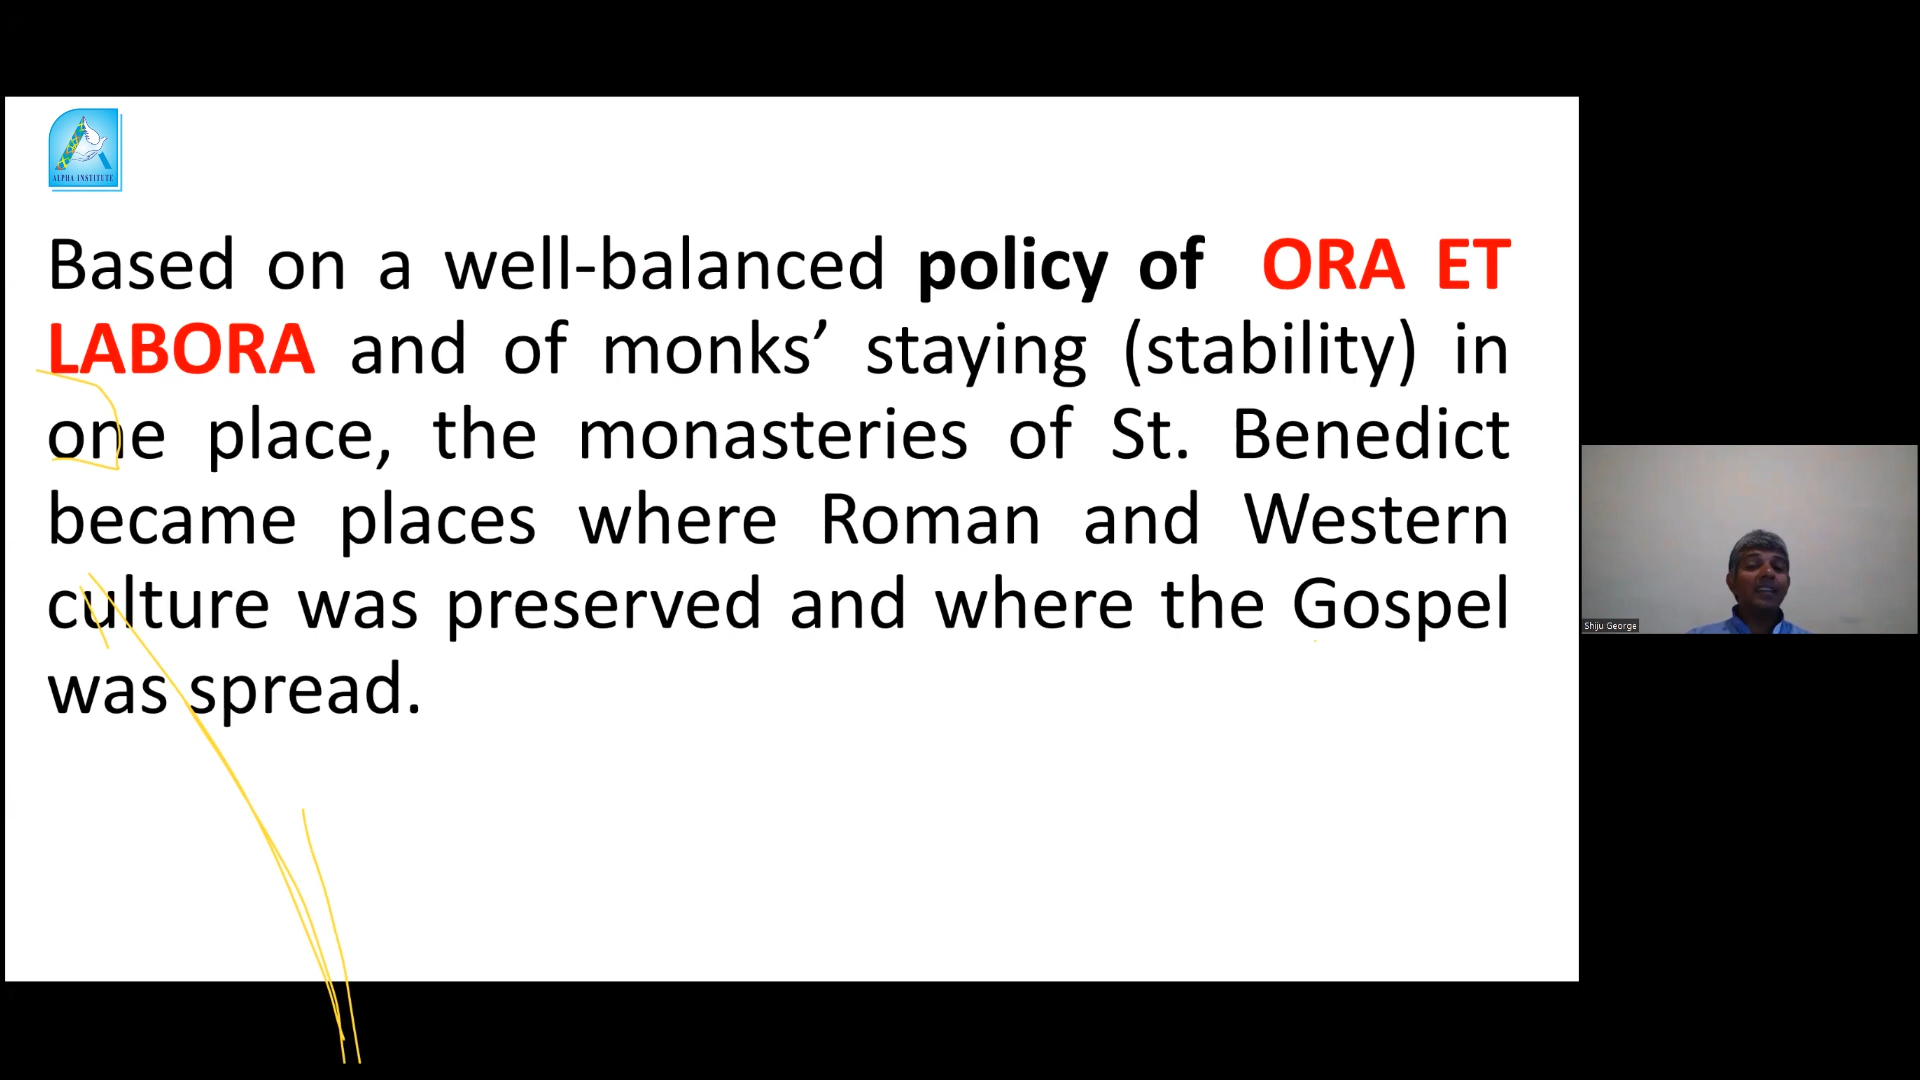 ALPHA INSTITUTE
Based on a well-balanced policy of ORA ET
LABORA and of monks’ staying (stability) in
one place, the monasteries of St. Benedict
became places where Roman and Western
culture was preserved and where the Gospel
was spread.
Shiju George